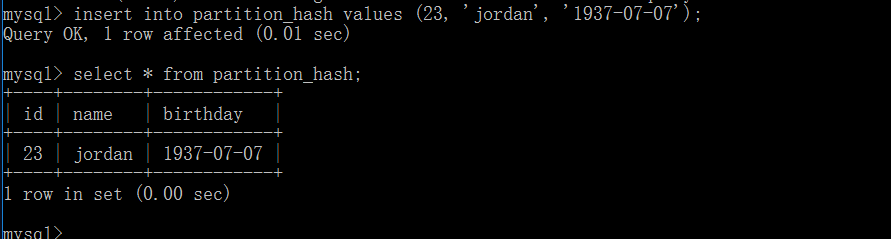 mysql> insert into partition_hash values (23, 'jordan', '1937-07-07');
Query OK, 1 row affected (0.01 sec)
mysql> select * from partition_hash;
+----+--------+------------+
| id | name   | birthday   |
+----+--------+------------+
| 23 | jordan | 1937-07-07 |
+----+--------+------------+
1 row in set (0.00 sec)
mysql>